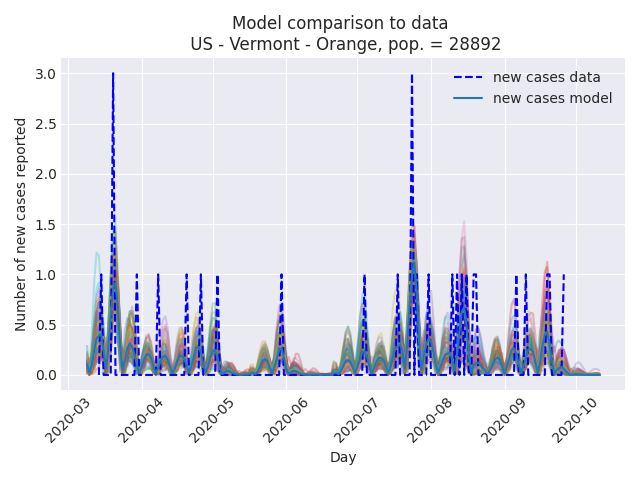 Model comparison to data
US - Vermont - Orange, pop. = 28892
new cases data
new cases model
Number of new cases reported
3.0
2.5
2.0
1.5
1.0
0.5
0.0
2020-03
2020-04
2020-05
2020-06
2020-07
2020-08
2020-09
2020-10
Day